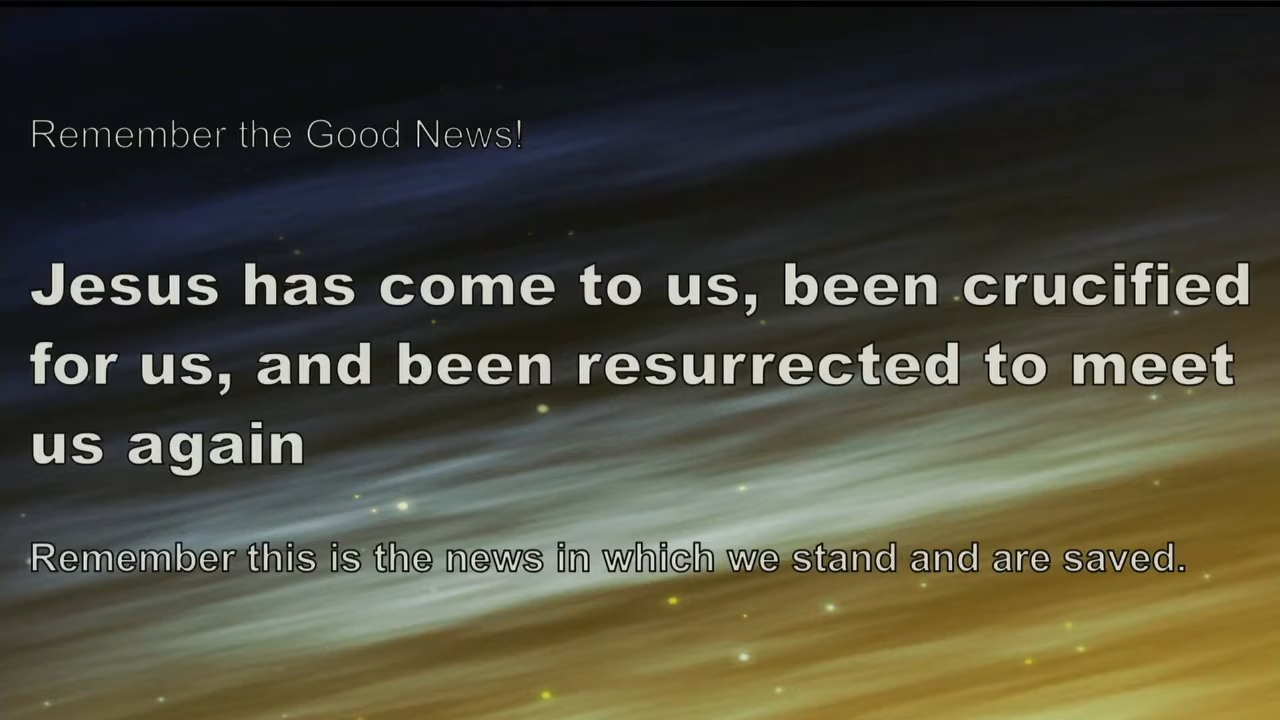 Remember the Good News!
Jesus has come to us, been crucified
for us, and been resurrected to meet
us again
Remember this is the news in which we stand and are saved.